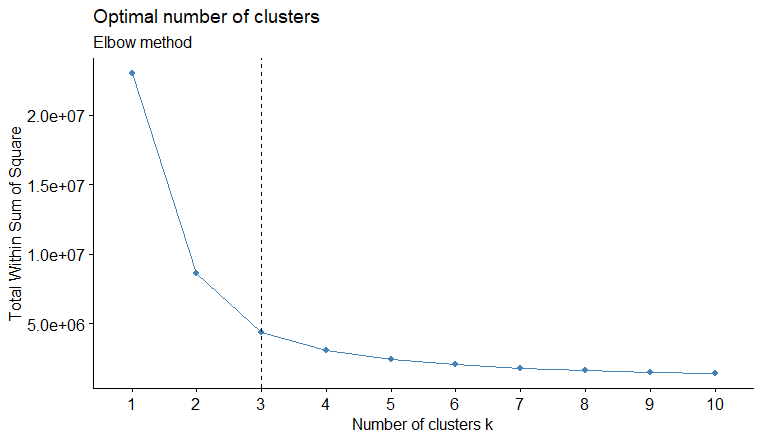 Optimal number of clusters
Elbow method
Total Within Sum of Square
2.0e+07
1.5e+07
1.0e+07
5.0e+06
1 2 3 4 5 6 7 8 9 10
Number of clusters k